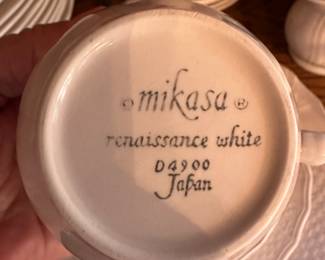 © mikasa ®
renaissance white
D4900
Japan